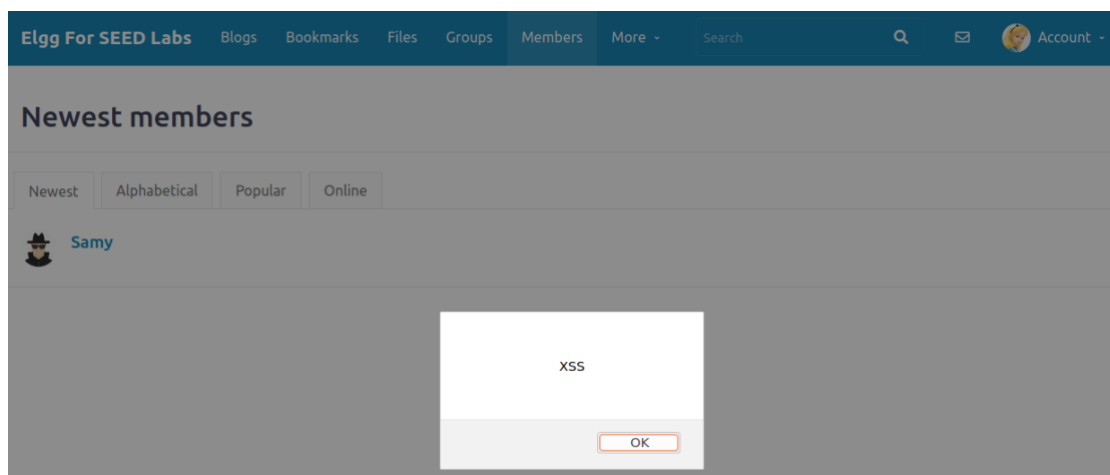 Elgg For SEED Labs Blogs Bookmarks Files Groups Members More Search Account
Newest members
Newest Alphabetical Popular Online
Samy
xss
OK